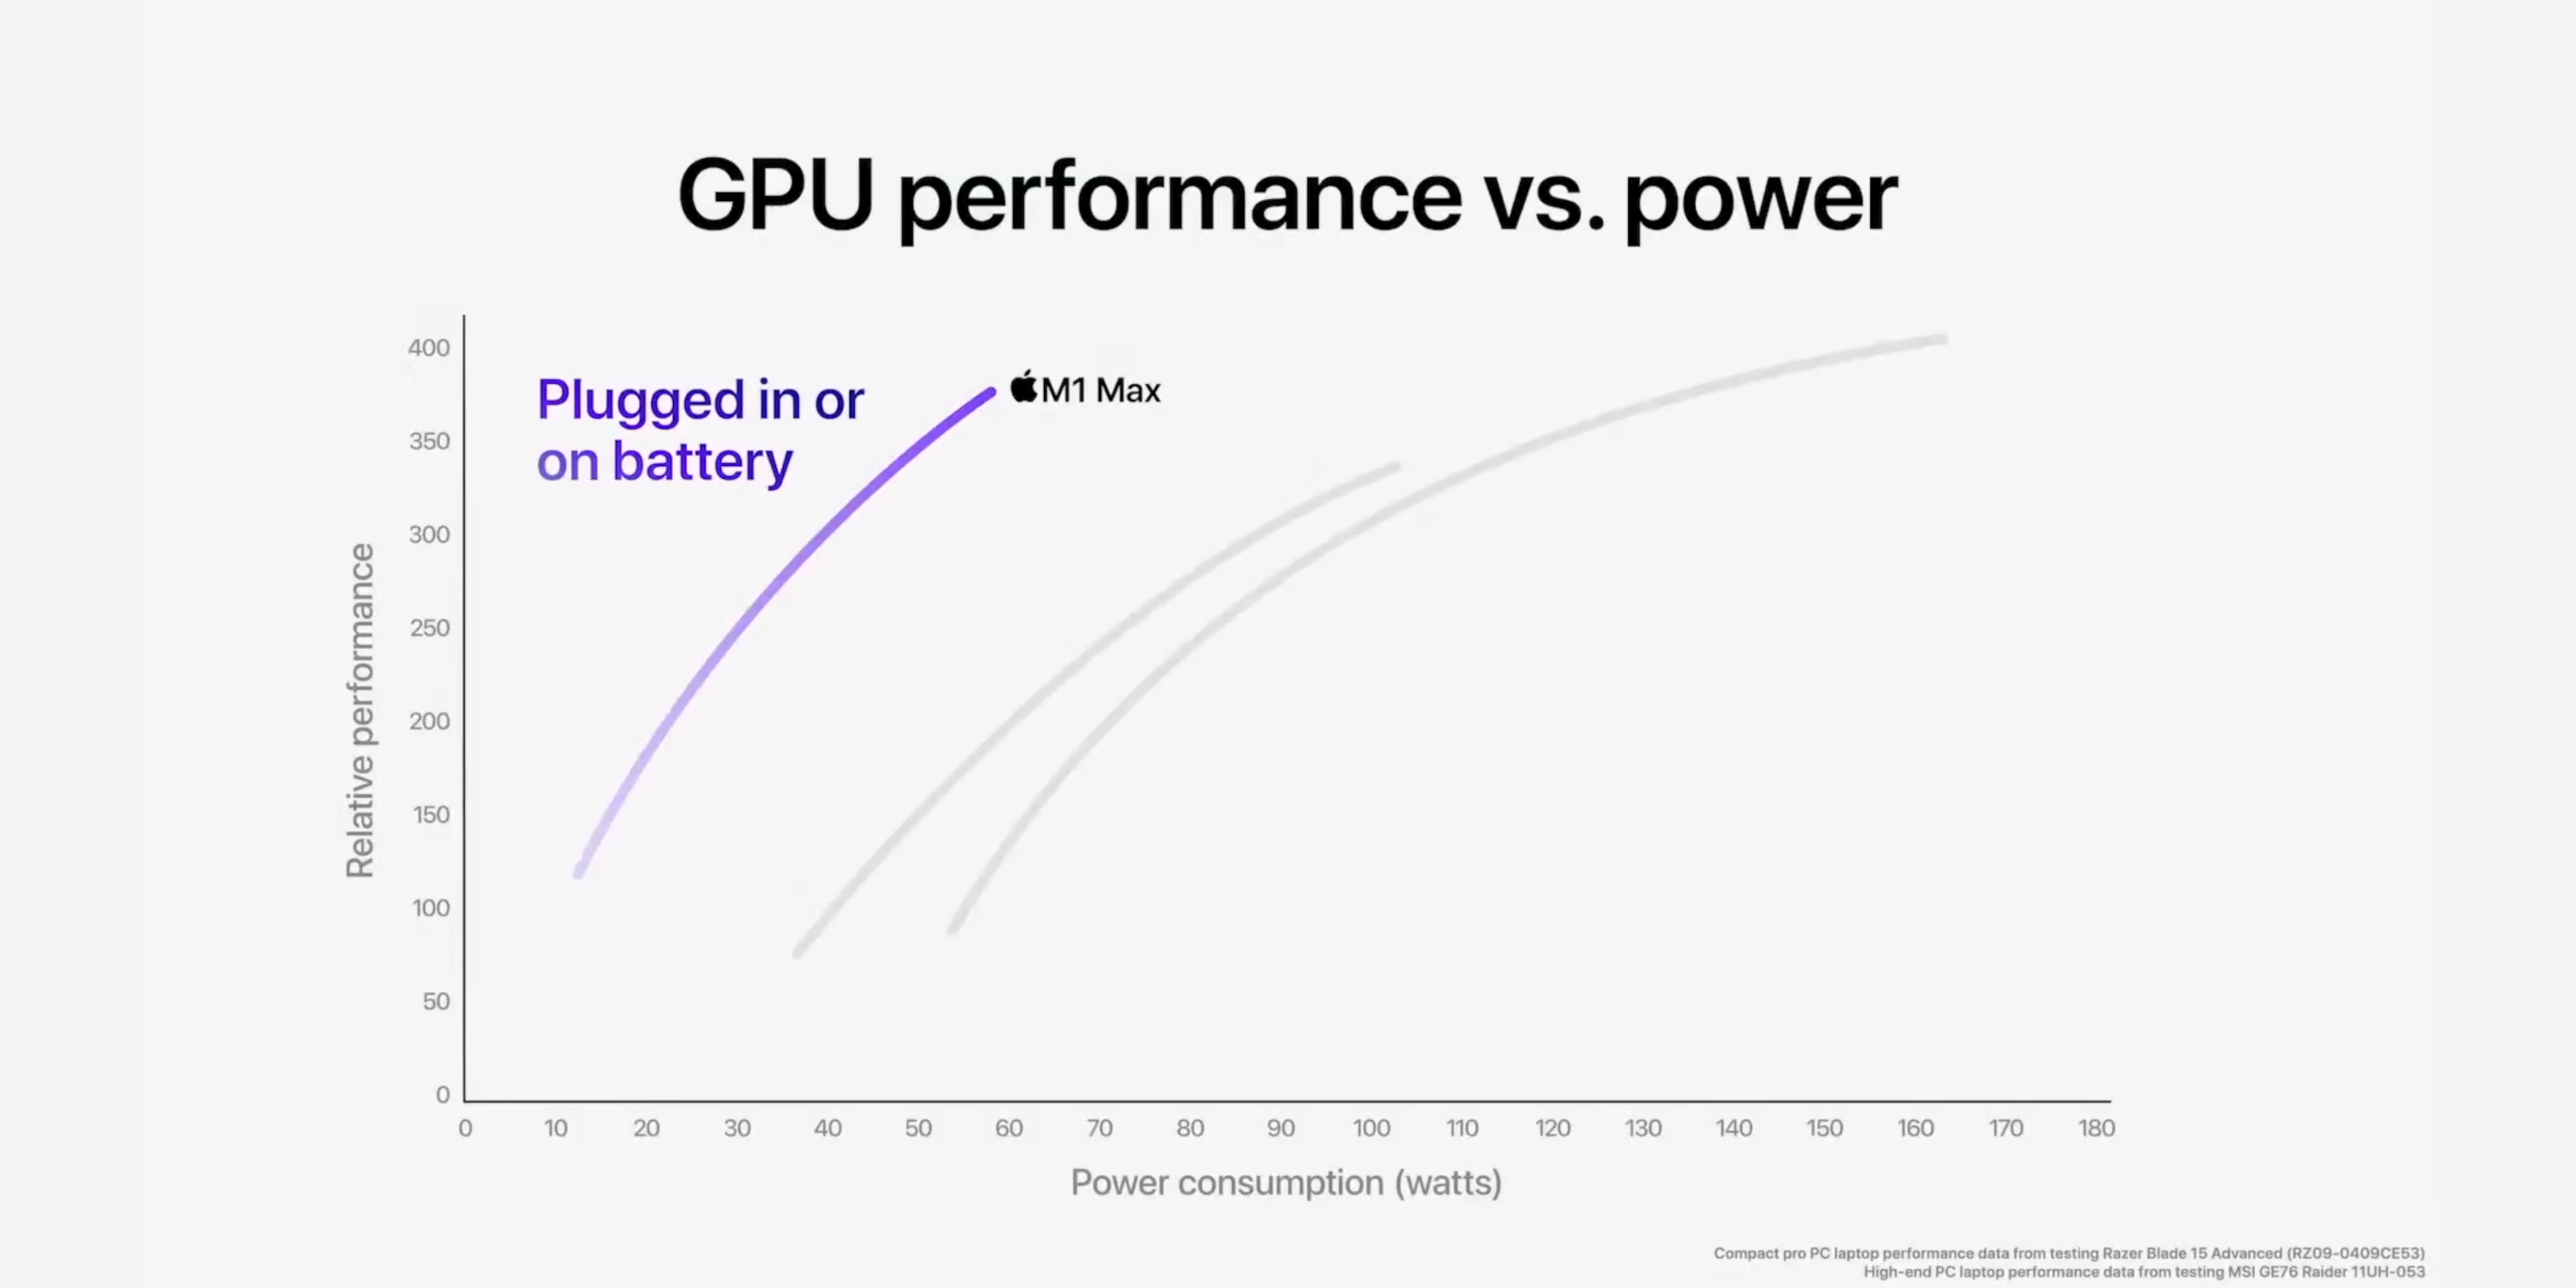 GPU performance vs. power
Plugged in or
on battery
M1 Max
Relative performance
400
350
300
250
200
150
100
50
0
0 10 20 30 40 50 60 70 80 90 100 110 120 130 140 150 160 170 180
Power consumption (watts)
Compact pro PC laptop performance data from testing Razer Blade 15 Advanced (RZ09-0409CE53)
High-end PC laptop performance data from testing MSI GE76 Raider 11UH-053